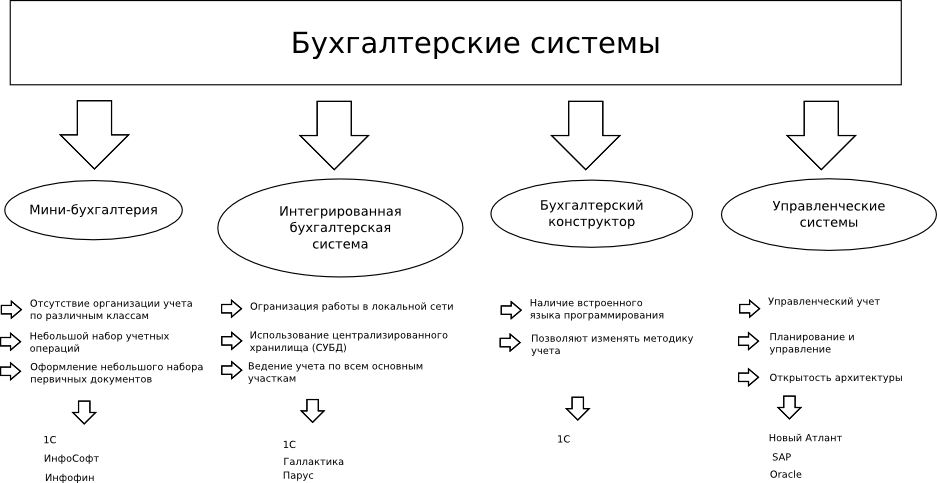 Бухгалтерские системы
Мини-бухгалтерия
Интегрированная
бухгалтерская
система
Бухгалтерский
конструктор
Управленческие
системы
Отсутствие организации учета
по различным классам
Небольшой набор учетных
операций
Оформление небольшого набора
первичных документов
1С
ИнфоСофт
Инфофин
Огранизация работы в локальной сети
Использование централизированного
хранилища (СУБД)
Ведение учета по всем основным
участкам
1С
Галлактика
Парус
Наличие встроенного
языка программирования
Позволяют изменять методику
учета
1С
Управленческий учет
Планирование и
управление
Открытость архитектуры
Новый Атлант
SAP
Oracle